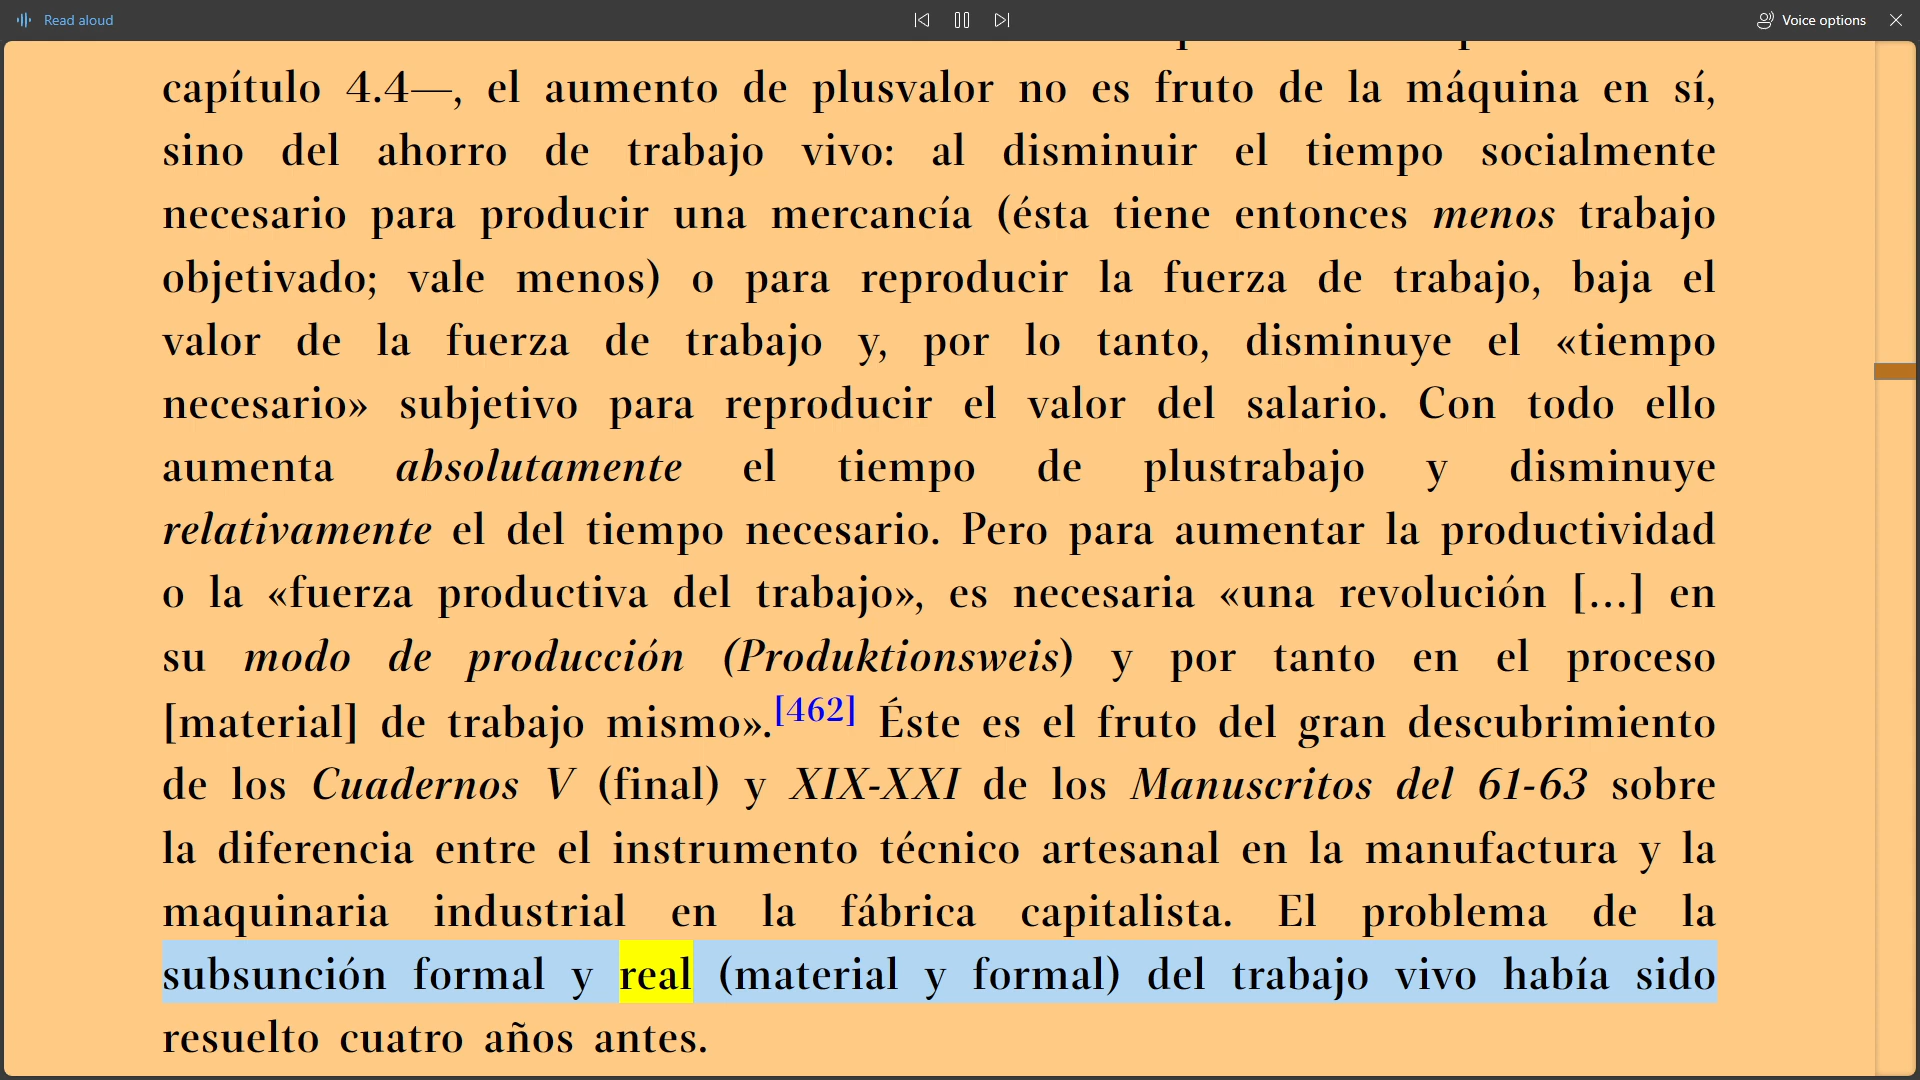 Read aloud
Voice options
capítulo 4.4—, el aumento de plusvalor no es fruto de la máquina en sí,
sino del ahorro de trabajo vivo: al disminuir el tiempo socialmente
necesario para producir una mercancía (ésta tiene entonces menos trabajo
objetivado; vale menos) o para reproducir la fuerza de trabajo, baja el
valor de la fuerza de trabajo y, por lo tanto, disminuye el «tiempo
necesario» subjetivo para reproducir el valor del salario. Con todo ello
aumenta absolutamente el tiempo de plustrabajo y disminuye
relativamente el del tiempo necesario. Pero para aumentar la productividad
o la «fuerza productiva del trabajo», es necesaria «una revolución [...] en
su modo de producción (Produktionsweis) y por tanto en el proceso
[material] de trabajo mismo».[462] Éste es el fruto del gran descubrimiento
de los Cuadernos V (final) y XIX-XXI de los Manuscritos del 61-63 sobre
la diferencia entre el instrumento técnico artesanal en la manufactura y la
maquinaria industrial en la fábrica capitalista. El problema de la
subsunción formal y real (material y formal) del trabajo vivo había sido
resuelto cuatro años antes.